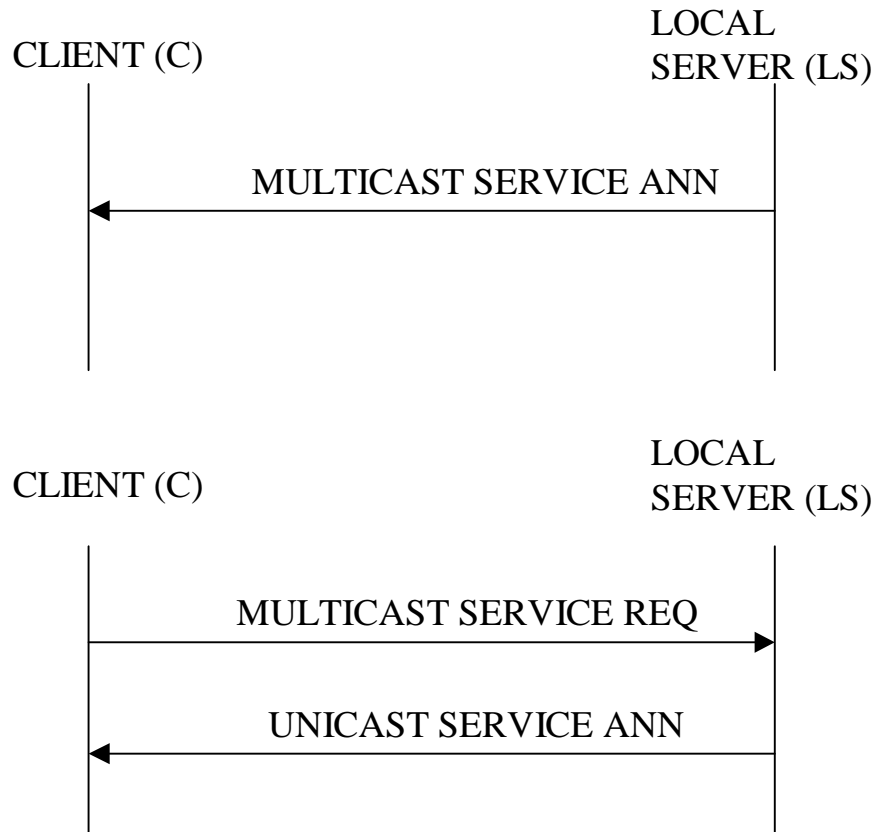 CLIENT (C)
LOCAL
SERVER (LS)
MULTICAST SERVICE ANN
CLIENT (C)
LOCAL
SERVER (LS)
MULTICAST SERVICE REQ
UNICAST SERVICE ANN